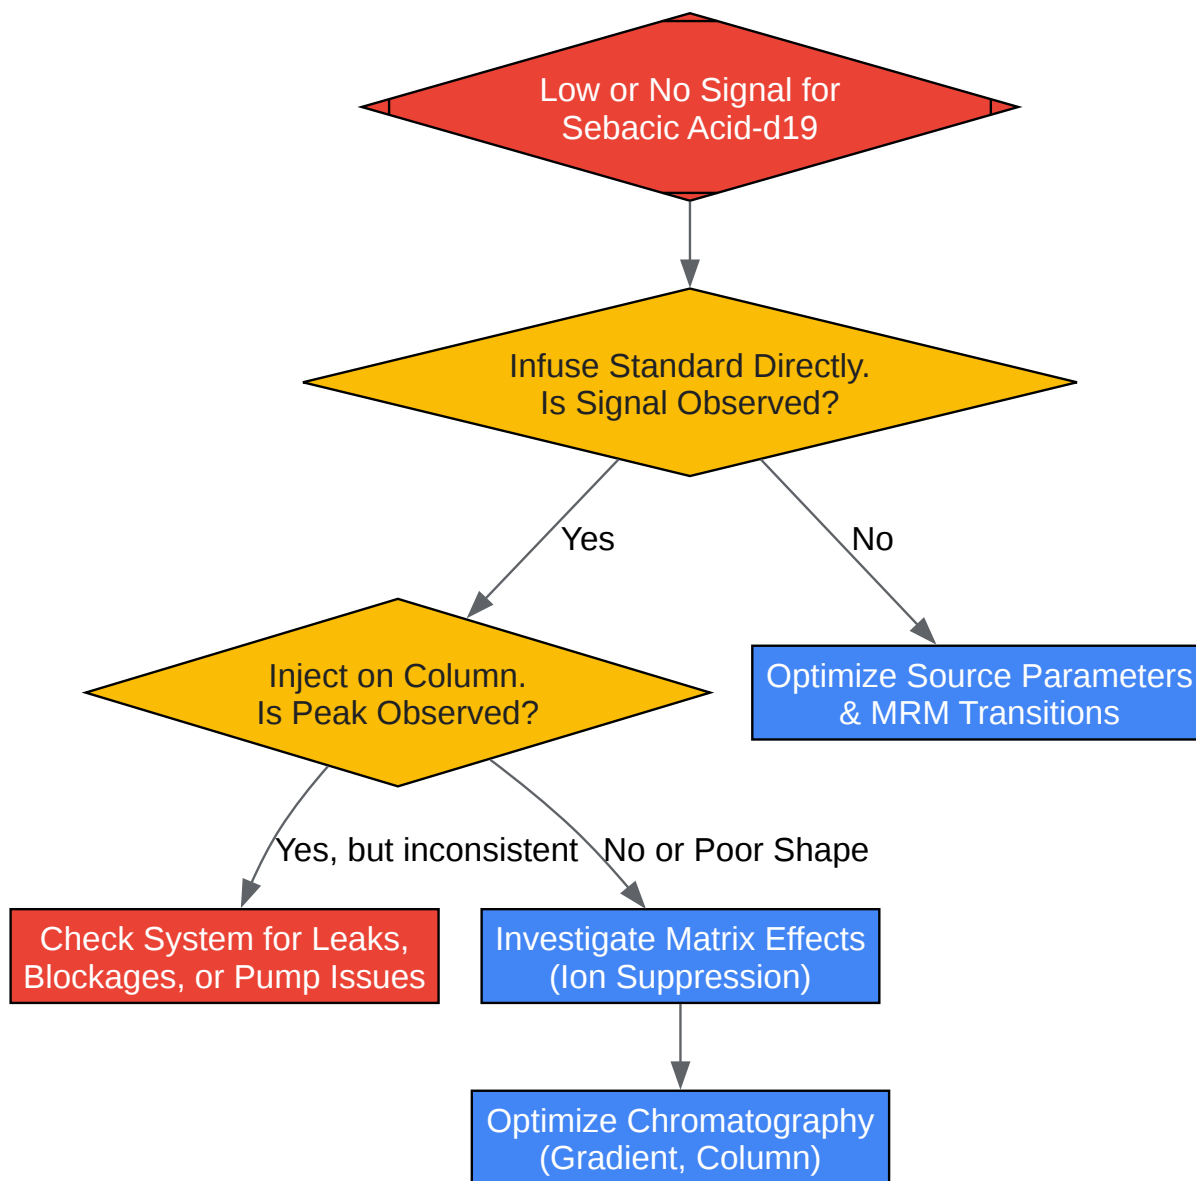 Low or No Signal for
Sebacic Acid-d19
Infuse Standard Directly.
Is Signal Observed?
Yes
No
Inject on Column.
Is Peak Observed?
Optimize Source Parameters
& MRM Transitions
Yes, but inconsistent
No or Poor Shape
Check System for Leaks,
Blockages, or Pump Issues
Investigate Matrix Effects
(Ion Suppression)
Optimize Chromatography
(Gradient, Column)